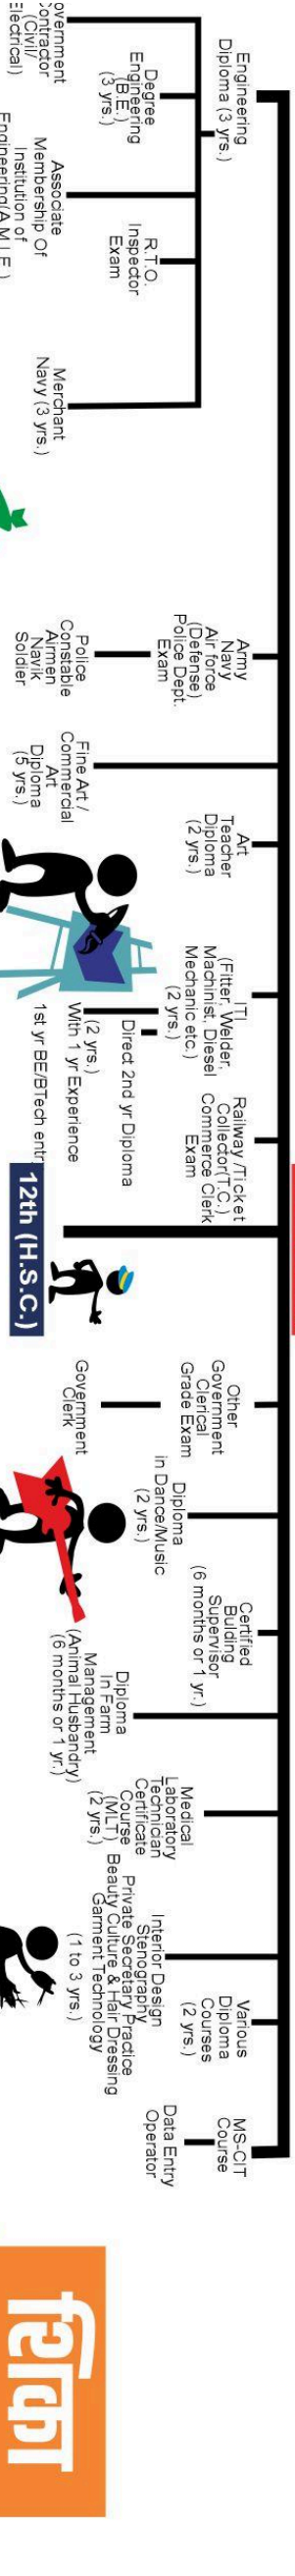 Engineering
Diploma (3 yrs.)
Degree
Engineering
(B.E.)
(3 yrs.)
R.T.O.
Inspector
Exam
(Civil/
Associate
Membership Of
Institution of
Merchant
Navy (3 yrs.)
Army
Navy
Air force
(Defense)
Police Dept.
Exam
Police
Constable
Airmen
Navik
Soldier
Fine Art /
Commercial
Art
Diploma
(5 yrs.)
Art
Teacher
Diploma
(2 yrs.)
ITI
(Fitter, Welder,
Machinist, Diesel
Mechanic etc.)
(2 yrs.)
Direct 2nd yr Diploma
(2 yrs.)
With 1 yr Experience
1st yr BE/BTech entr
Railway /Ticket
Collector(T.C.)
Commerce Clerk
Exam
12th (H.S.C.)
Other
Government
Clerical
Grade Exam
Government
Clerk
Diploma
in Dance/Music
(2 yrs.)
Certified
Bulding
Supervisor
(6 months or 1 yr.)
Diploma
In Farm
Management
(Animal Husbandry)
(6 months or 1 yr.)
Medical
Laboratory
Technician
Certificate
Course
(MLT)
(2 yrs.)
Interior Design
Stenography
Private Secretary Practice
Beauty Culture & Hair Dressing
Garment Technology
(1 to 3 yrs.)
Various
Diploma
Courses
(2 yrs.)
MS-CIT
Course
Data Entry
Operator